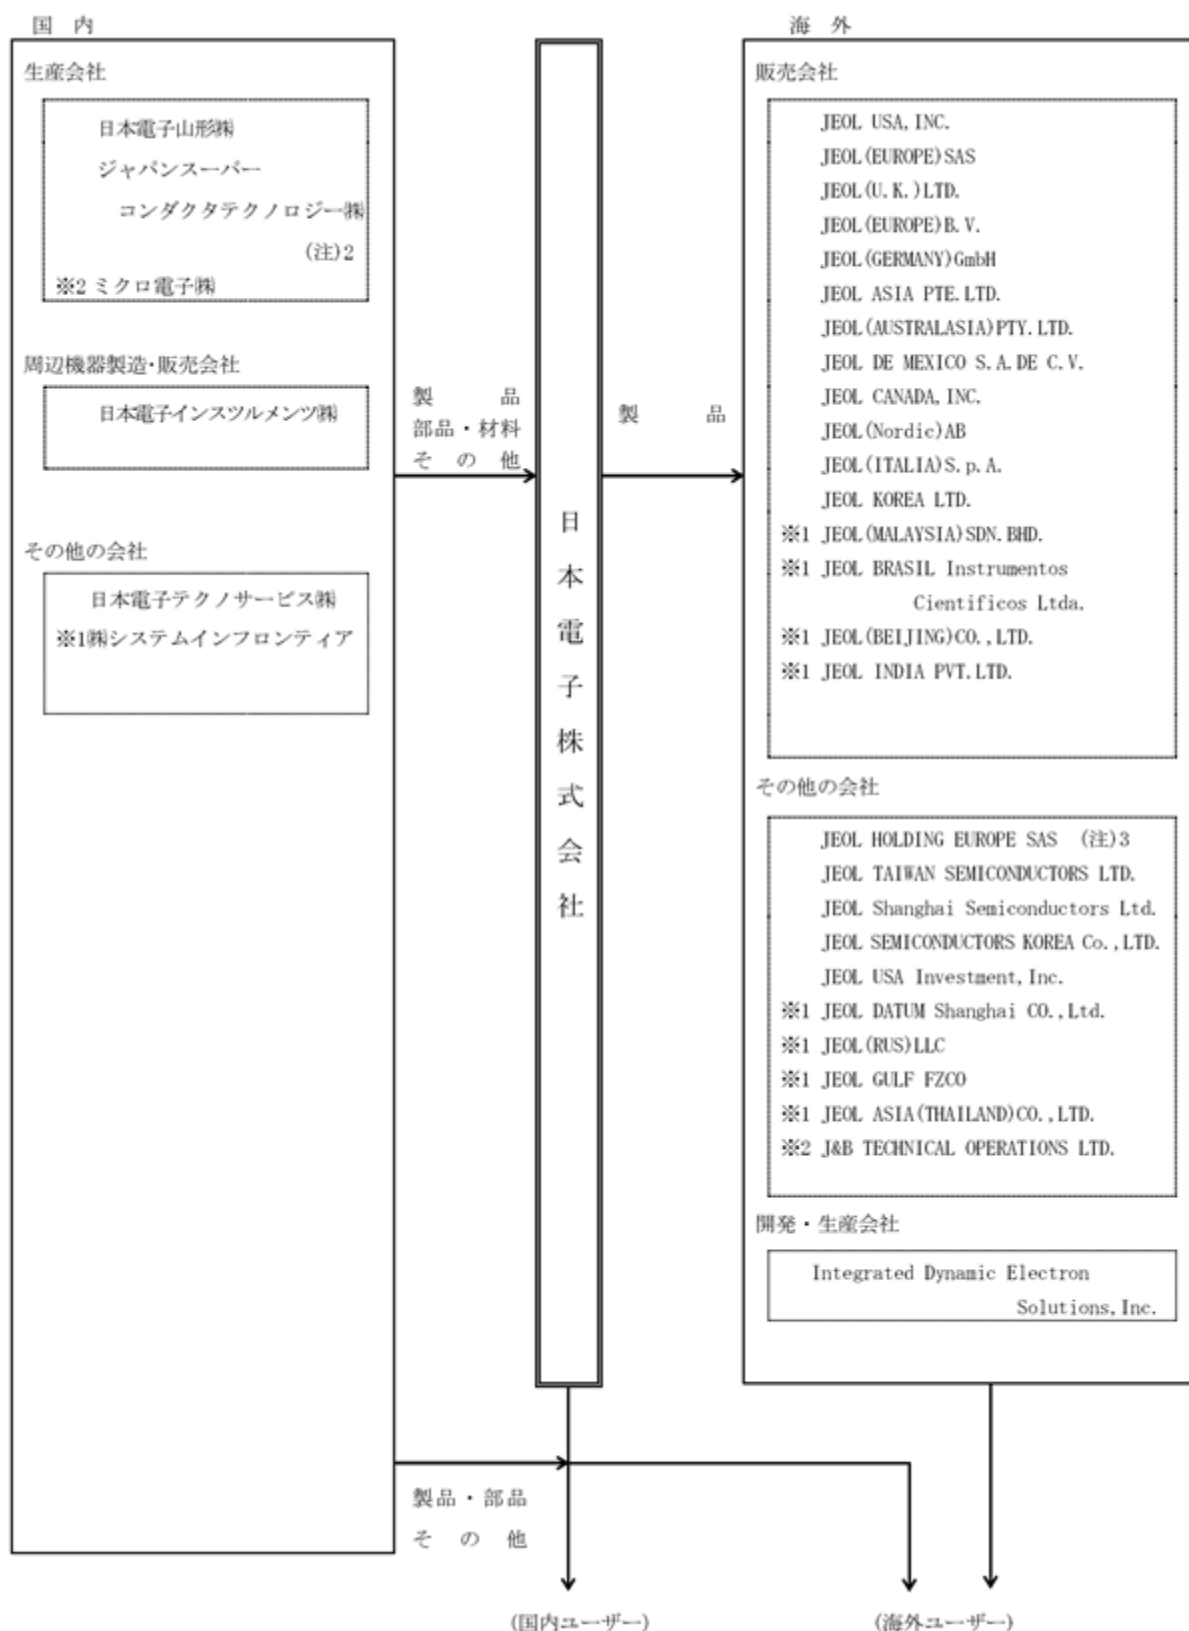 国 内
生産会社
日本電子山形㈱
ジャパンスーパー
コンダクタテクノロジー㈱
(注)2
※2 ミクロ電子㈱
周辺機器製造・販売会社
日本電子インスツルメンツ㈱
その他の会社
日本電子テクノサービス㈱
※1㈱システムインフロンティア
製 品
部品・材料
そ の 他
日本電子株式会社
製 品
海 外
販売会社
JEOL USA,INC.
JEOL(EUROPE)SAS
JEOL(U.K.)LTD.
JEOL(EUROPE)B.V.
JEOL(GERMANY)GmbH
JEOL ASIA PTE.LTD.
JEOL(AUSTRALASIA)PTY.LTD.
JEOL DE MEXICO S.A.DE C.V.
JEOL CANADA,INC.
JEOL(Nordic)AB
JEOL(ITALIA)S.p.A.
JEOL KOREA LTD.
※1 JEOL(MALAYSIA)SDN.BHD.
※1 JEOL BRASIL Instrumentos
Cientificos Ltda.
※1 JEOL(BEIJING)CO.,LTD.
※1 JEOL INDIA PVT.LTD.
その他の会社
JEOL HOLDING EUROPE SAS (注)3
JEOL TAIWAN SEMICONDUCTORS LTD.
JEOL Shanghai Semiconductors Ltd.
JEOL SEMICONDUCTORS KOREA Co.,LTD.
JEOL USA Investment,Inc.
※1 JEOL DATUM Shanghai CO.,Ltd.
※1 JEOL(RUS)LLC
※1 JEOL GULF FZCO
※1 JEOL ASIA(THAILAND)CO.,LTD.
※2 J&B TECHNICAL OPERATIONS LTD.
開発・生産会社
Integrated Dynamic Electron
Solutions,Inc.
製品・部品
そ の 他
(国内ユーザー)
(海外ユーザー)